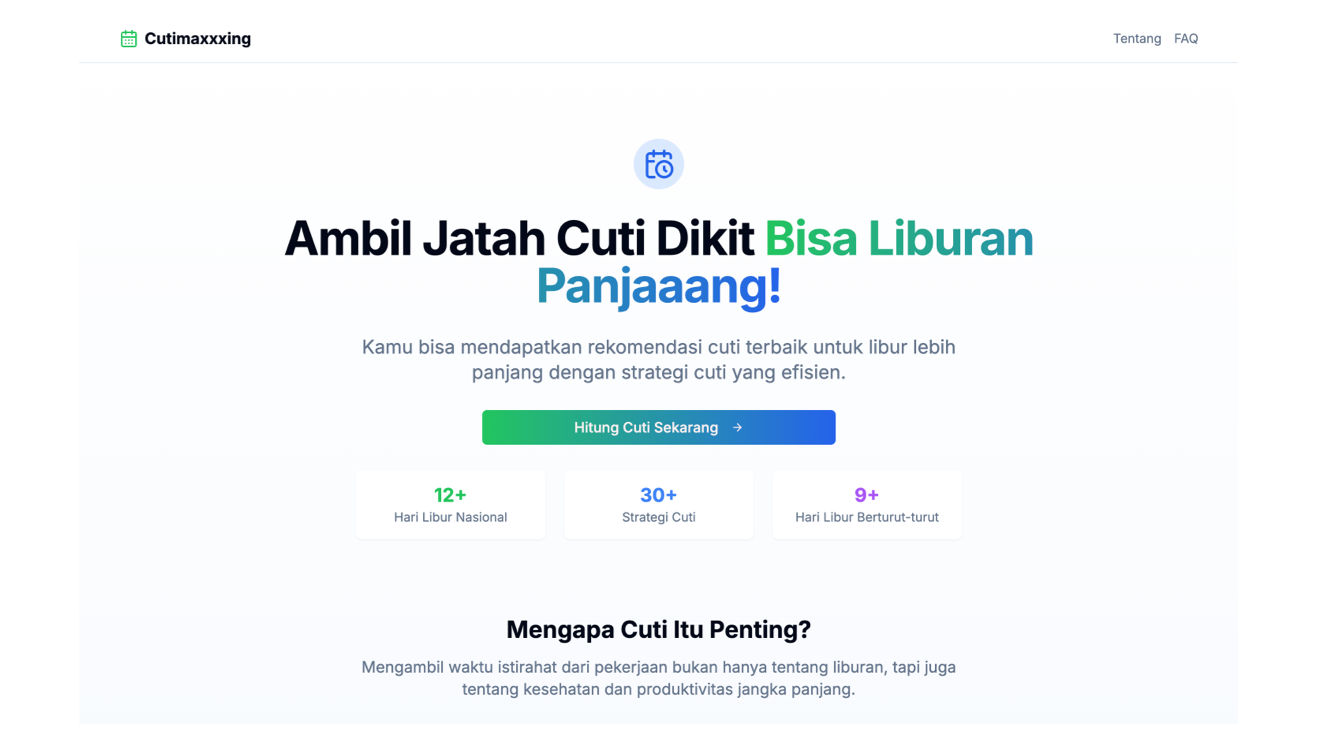 Cutimaxxxing
Tentang FAQ
Ambil Jatah Cuti Dikit Bisa Liburan
Panjaaaang!
Kamu bisa mendapatkan rekomendasi cuti terbaik untuk libur lebih
panjang dengan strategi cuti yang efisien.
Hitung Cuti Sekarang →
12+
Hari Libur Nasional
30+
Strategi Cuti
9+
Hari Libur Berturut-turut
Mengapa Cuti Itu Penting?
Mengambil waktu istirahat dari pekerjaan bukan hanya tentang liburan, tapi juga
tentang kesehatan dan produktivitas jangka panjang.